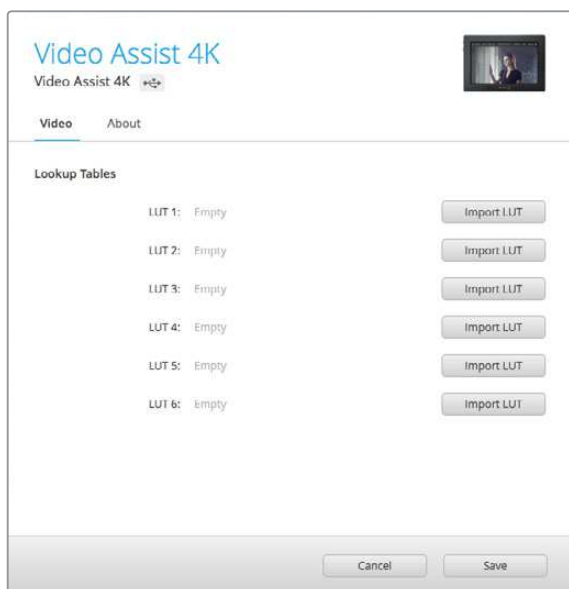 Video Assist 4K
Video Assist 4K
Video About
Lookup Tables
LUT 1: Empty Import LUT
LUT 2: Empty Import LUT
LUT 3: Empty Import LUT
LUT 4: Empty Import LUT
LUT 5: Empty Import LUT
LUT 6: Empty Import LUT
Cancel Save